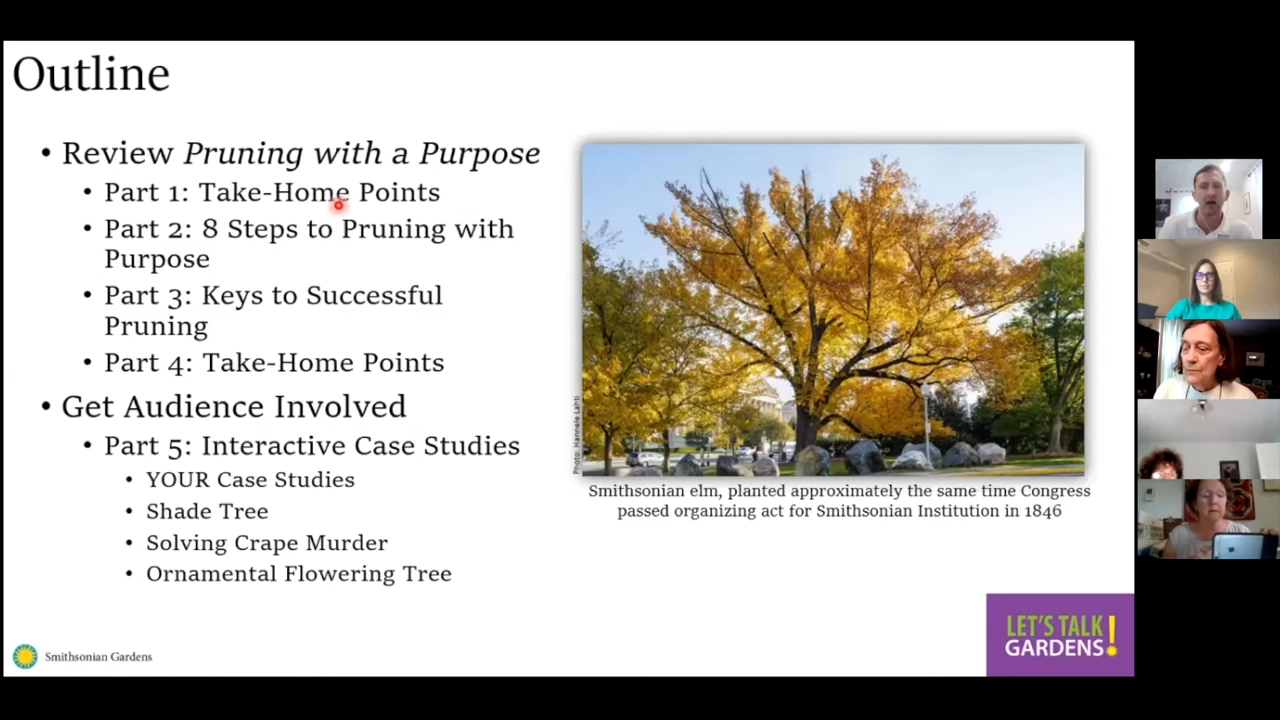 Outline
• Review Pruning with a Purpose
• Part 1: Take-Home Points
• Part 2: 8 Steps to Pruning with
Purpose
• Part 3: Keys to Successful
Pruning
• Part 4: Take-Home Points
• Get Audience Involved
• Part 5: Interactive Case Studies
• YOUR Case Studies
• Shade Tree
• Solving Crape Murder
• Ornamental Flowering Tree
Photo: Hannele Lahti
Smithsonian elm, planted approximately the same time Congress
passed organizing act for Smithsonian Institution in 1846
Smithsonian Gardens
LET'S TALK
GARDENS!